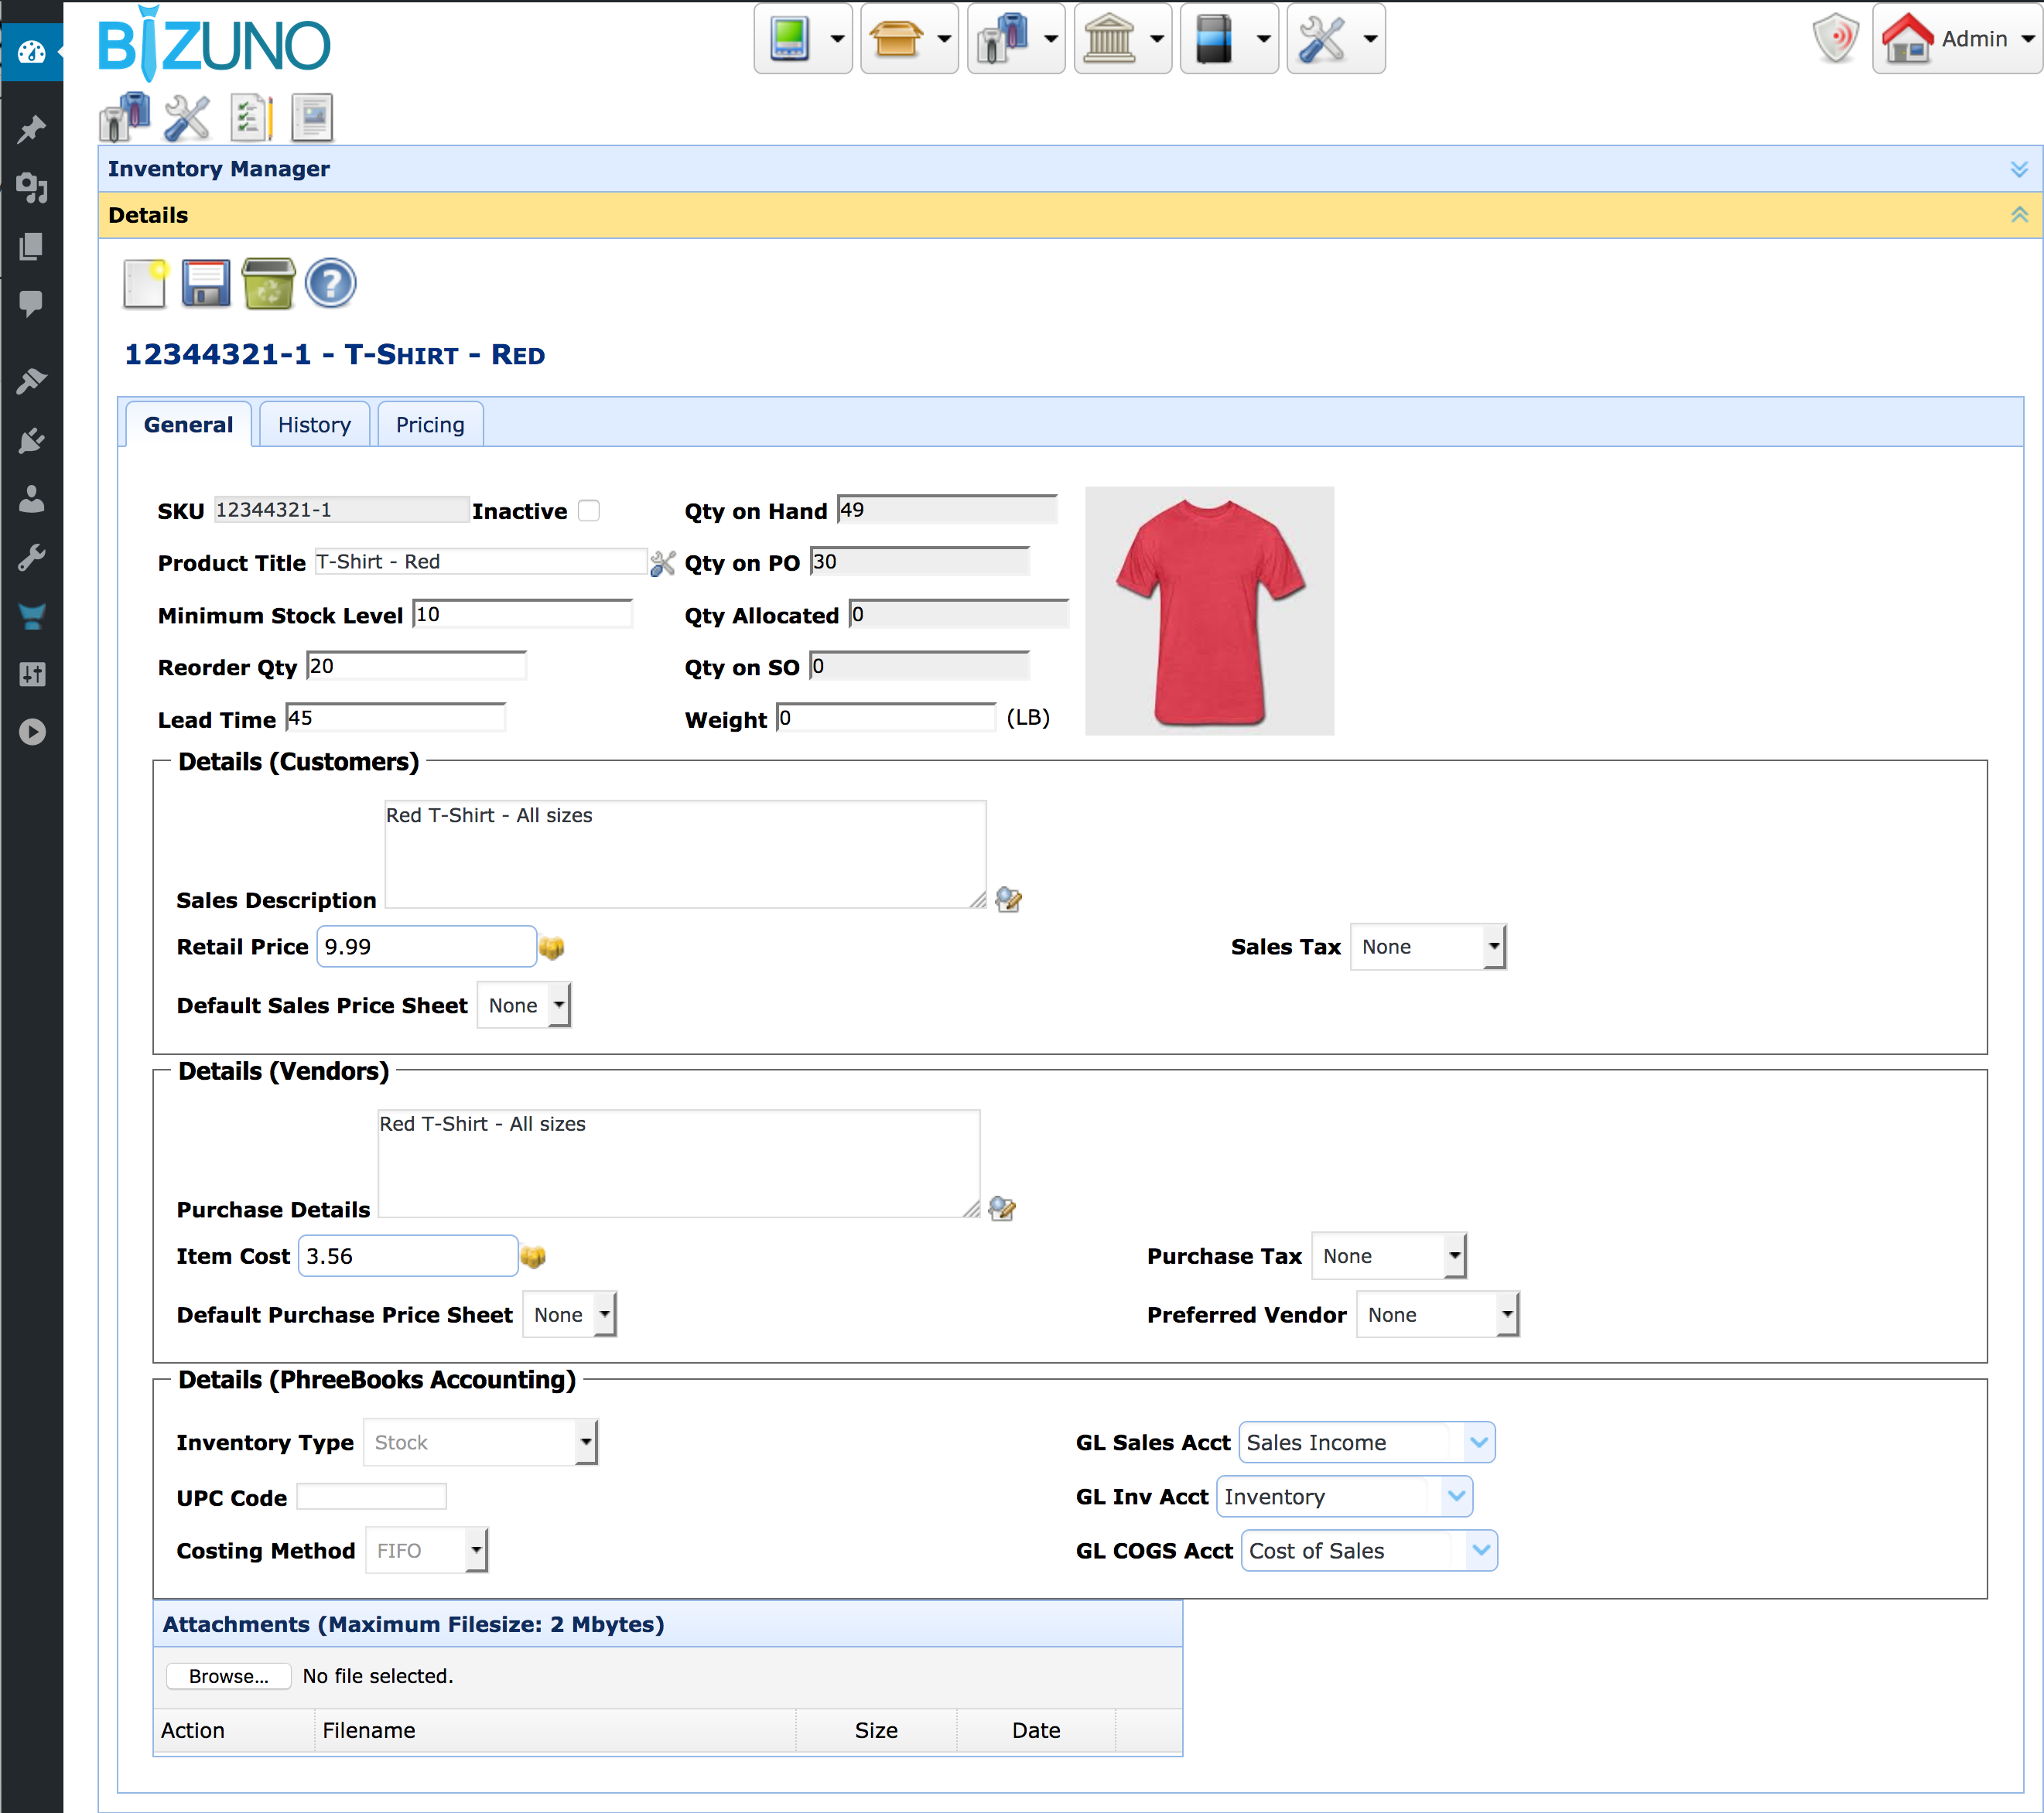 BIZUNO
Admin
Inventory Manager
Details
12344321-1 - T-Shirt - Red
General History Pricing
SKU 12344321-1 Inactive Qty on Hand 49
Product Title T-Shirt - Red Qty on PO 30
Minimum Stock Level 10 Qty Allocated 0
Reorder Qty 20 Qty on SO 0
Lead Time 45 Weight 0 (LB)
Details (Customers)
Red T-Shirt - All sizes
Sales Description
Retail Price 9.99 Sales Tax None
Default Sales Price Sheet None
Details (Vendors)
Red T-Shirt - All sizes
Purchase Details
Item Cost 3.56 Purchase Tax None
Default Purchase Price Sheet None Preferred Vendor None
Details (PhreeBooks Accounting)
Inventory Type Stock GL Sales Acct Sales Income
UPC Code GL Inv Acct Inventory
Costing Method FIFO GL COGS Acct Cost of Sales
Attachments (Maximum Filesize: 2 Mbytes)
Browse... No file selected.
Action Filename Size Date